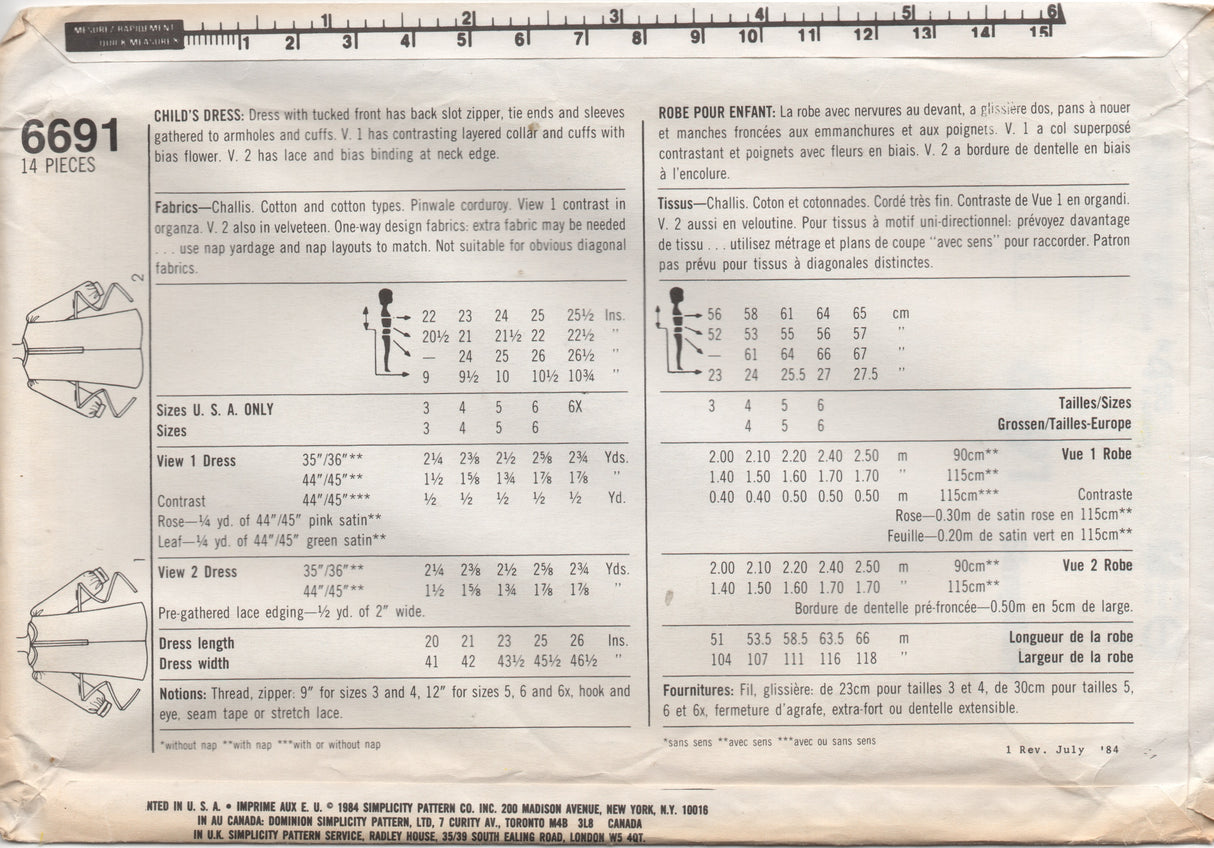 MESUREZ RAPIDEMENT
QUICK MEASURES
1 2 3 4 5 6
1 2 3 4 5 6 7 8 9 10 11 12 13 14 15
6691
14 PIECES
CHILD'S DRESS: Dress with tucked front has back slot zipper, tie ends and sleeves
gathered to armholes and cuffs. V. 1 has contrasting layered collar and cuffs with
bias flower. V. 2 has lace and bias binding at neck edge.
Fabrics—Challis. Cotton and cotton types. Pinwale corduroy. View 1 contrast in
organza. V. 2 also in velveteen. One-way design fabrics: extra fabric may be needed
. . . use nap yardage and nap layouts to match. Not suitable for obvious diagonal
fabrics.
2
22 23 24 25 25½ Ins.
20½ 21 21½ 22 22½ "
— 24 25 26 26½ "
9 9½ 10 10½ 10¾ "
Sizes U. S. A. ONLY 3 4 5 6 6X
Sizes 3 4 5 6
View 1 Dress 35"/36"** 2¼ 2⅜ 2½ 2⅝ 2¾ Yds.
44"/45"** 1½ 1⅝ 1¾ 1⅞ 1⅞ "
Contrast 44"/45"*** ½ ½ ½ ½ ½ Yd.
Rose—¼ yd. of 44"/45" pink satin**
Leaf—¼ yd. of 44"/45" green satin**
1
View 2 Dress 35"/36"** 2¼ 2⅜ 2½ 2⅝ 2¾ Yds.
44"/45"** 1½ 1⅝ 1¾ 1⅞ 1⅞ "
Pre-gathered lace edging—½ yd. of 2" wide.
Dress length 20 21 23 25 26 Ins.
Dress width 41 42 43½ 45½ 46½ "
Notions: Thread, zipper: 9" for sizes 3 and 4, 12" for sizes 5, 6 and 6x, hook and
eye, seam tape or stretch lace.
*without nap **with nap ***with or without nap
ROBE POUR ENFANT: La robe avec nervures au devant, a glissière dos, pans à nouer
et manches froncées aux emmanchures et aux poignets. V. 1 a col superposé
contrastant et poignets avec fleurs en biais. V. 2 a bordure de dentelle en biais
à l'encolure.
Tissus—Challis. Coton et cotonnades. Cordé très fin. Contraste de Vue 1 en organdi.
V. 2 aussi en veloutine. Pour tissus à motif uni-directionnel: prévoyez davantage
de tissu . . . utilisez métrage et plans de coupe "avec sens" pour raccorder. Patron
pas prévu pour tissus à diagonales distinctes.
56 58 61 64 65 cm
52 53 55 56 57 "
— 61 64 66 67 "
23 24 25.5 27 27.5 "
3 4 5 6 Tailles/Sizes
4 5 6 Grossen/Tailles-Europe
2.00 2.10 2.20 2.40 2.50 m 90cm** Vue 1 Robe
1.40 1.50 1.60 1.70 1.70 " 115cm**
0.40 0.40 0.50 0.50 0.50 m 115cm*** Contraste
Rose—0.30m de satin rose en 115cm**
Feuille—0.20m de satin vert en 115cm**
2.00 2.10 2.20 2.40 2.50 m 90cm** Vue 2 Robe
1.40 1.50 1.60 1.70 1.70 " 115cm**
Bordure de dentelle pré-froncée—0.50m en 5cm de large.
51 53.5 58.5 63.5 66 m Longueur de la robe
104 107 111 116 118 " Largeur de la robe
Fournitures: Fil, glissière: de 23cm pour tailles 3 et 4, de 30cm pour tailles 5,
6 et 6x, fermeture d'agrafe, extra-fort ou dentelle extensible.
*sans sens **avec sens ***avec ou sans sens
1 Rev. July '84
NTED IN U. S. A. • IMPRIME AUX E. U. © 1984 SIMPLICITY PATTERN CO. INC. 200 MADISON AVENUE, NEW YORK, N.Y. 10016
IN AU CANADA: DOMINION SIMPLICITY PATTERN, LTD, 7 CURITY AV., TORONTO M4B 3L8 CANADA
IN U.K. SIMPLICITY PATTERN SERVICE, RADLEY HOUSE, 35/39 SOUTH EALING ROAD, LONDON W5 4QT.